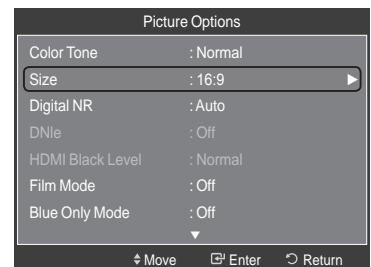 Picture Options
Color Tone : Normal
Size : 16:9 ►
Digital NR : Auto
DNIe : Off
HDMI Black Level : Normal
Film Mode : Off
Blue Only Mode : Off
▼
Move Enter Return